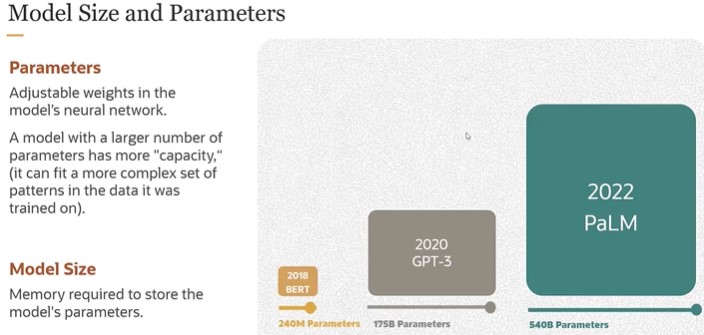 Model Size and Parameters
Parameters
Adjustable weights in the
model's neural network.
A model with a larger number of
parameters has more "capacity,"
(it can fit a more complex set of
patterns in the data it was
trained on).
Model Size
Memory required to store the
model's parameters.
2018
BERT
240M Parameters
2020
GPT-3
175B Parameters
2022
PaLM
540B Parameters